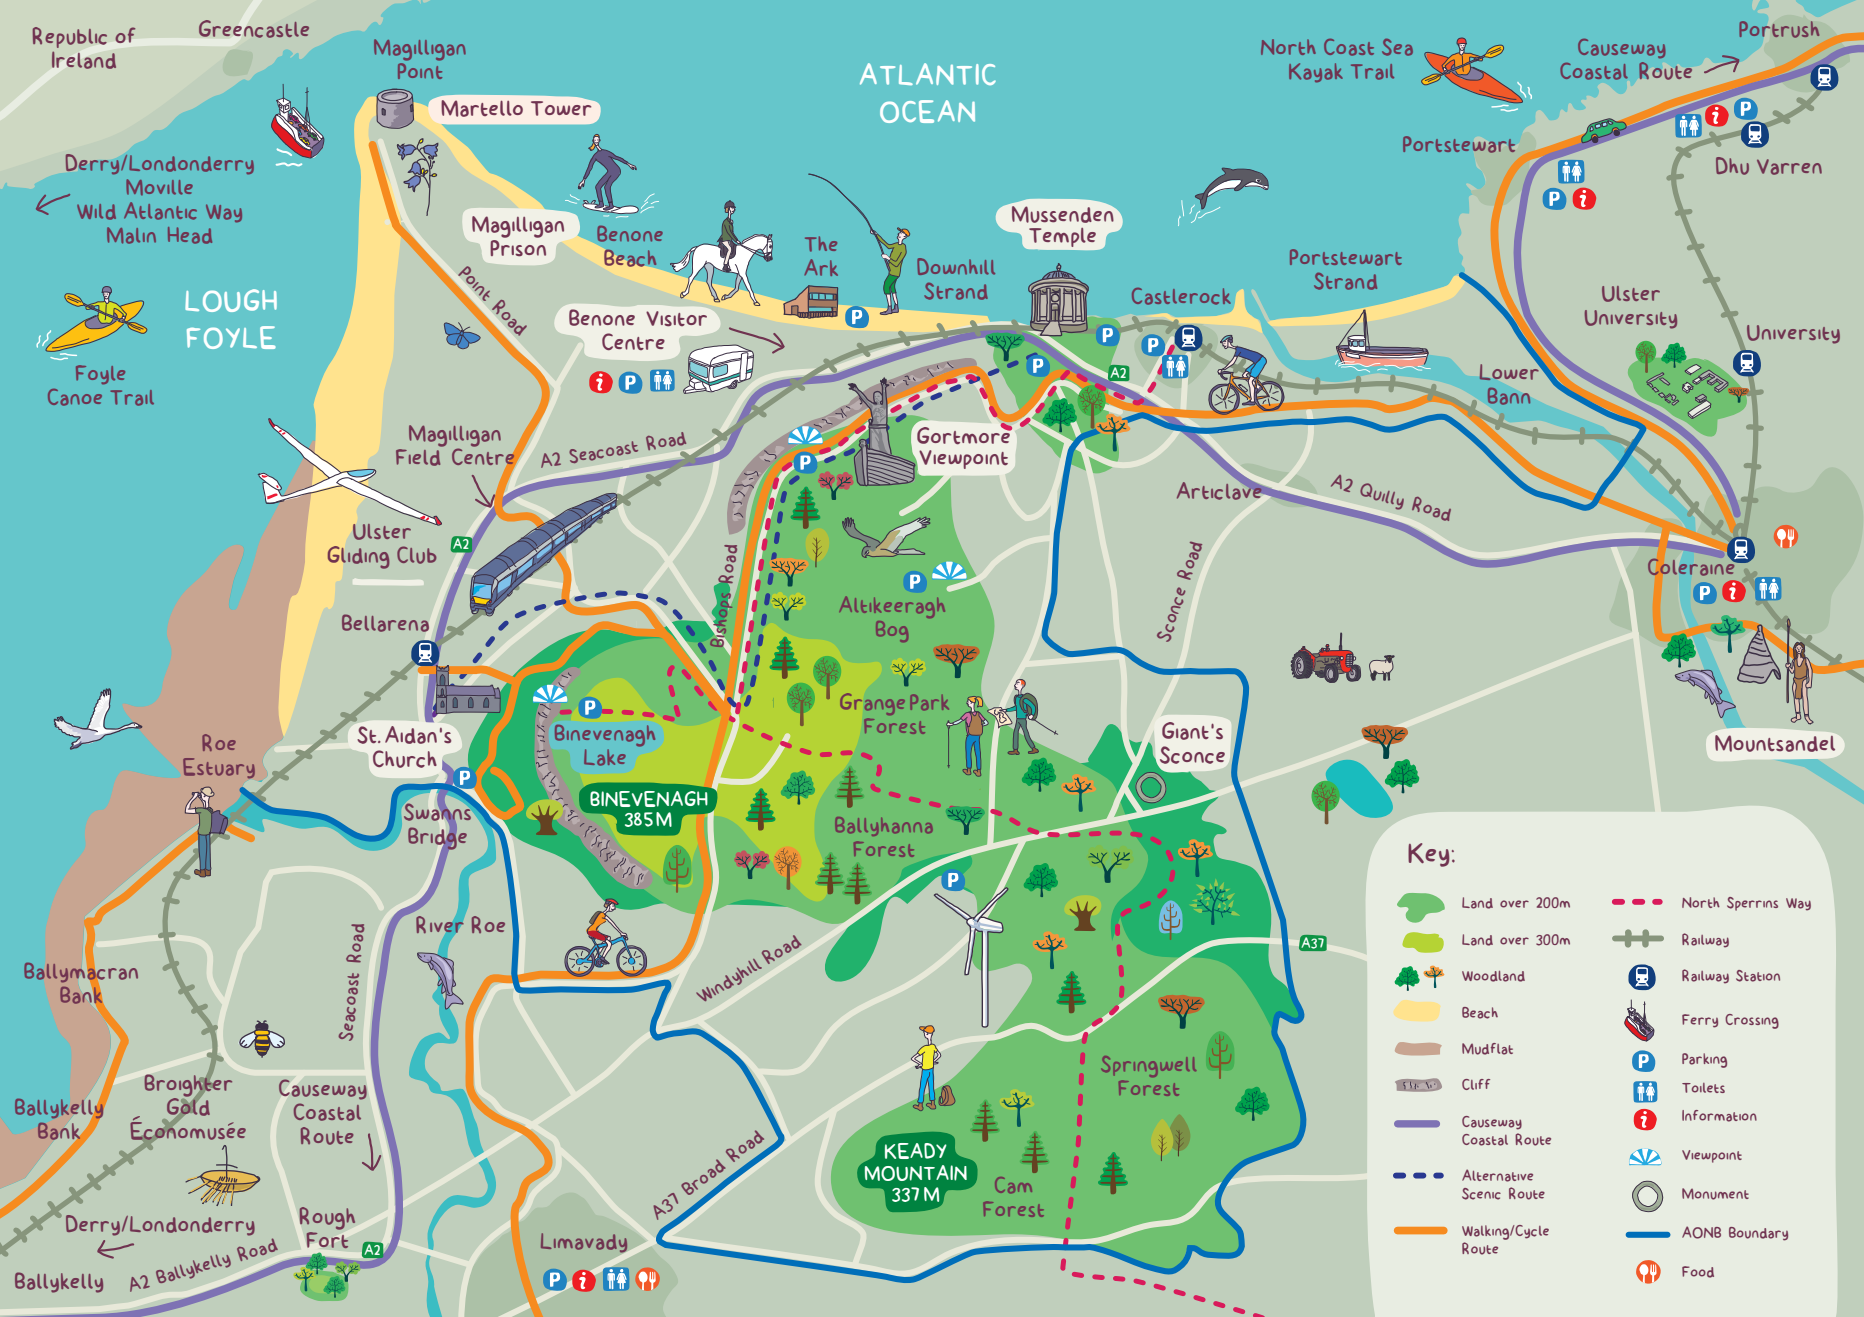 Republic of
Ireland
Greencastle
Magilligan
Point
Martello Tower
ATLANTIC
OCEAN
North Coast Sea
Kayak Trail
Causeway
Coastal Route
Portrush
Portstewart
Dhu Varren
Derry/Londonderry
Moville
Wild Atlantic Way
Malin Head
LOUGH
FOYLE
Foyle
Canoe Trail
Magilligan
Prison
Point Road
Benone
Beach
The
Ark
Downhill
Strand
Mussenden
Temple
Castlerock
Portstewart
Strand
Ulster
University
University
Benone Visitor
Centre
i
P
P
P
P
P
P
i
P
P
i
A2
Lower
Bann
Magilligan
Field Centre
A2 Seacoast Road
Gortmore
Viewpoint
P
Articlave
A2 Quilly Road
Ulster
Gliding Club
A2
Bishops Road
Sconce Road
Coleraine
P
i
P
Altikeeragh
Bog
Bellarena
St. Aidan's
Church
P
P
Binevenagh
Lake
Grange Park
Forest
Giant's
Sconce
Mountsandel
Roe
Estuary
Swanns
Bridge
BINEVENAGH
385M
Ballyhanna
Forest
P
River Roe
Windyhill Road
A37
Seacoast Road
Ballymacran
Bank
Ballykelly
Bank
Broighter
Gold
Économusée
Causeway
Coastal
Route
Springwell
Forest
KEADY
MOUNTAIN
337M
Cam
Forest
A37 Broad Road
Derry/Londonderry
Rough
Fort
A2
Ballykelly
A2 Ballykelly Road
Limavady
P
i
Key:
Land over 200m
Land over 300m
Woodland
Beach
Mudflat
Cliff
Causeway
Coastal Route
Alternative
Scenic Route
Walking/Cycle
Route
North Sperrins Way
Railway
Railway Station
Ferry Crossing
P
Parking
Toilets
i
Information
Viewpoint
Monument
AONB Boundary
Food